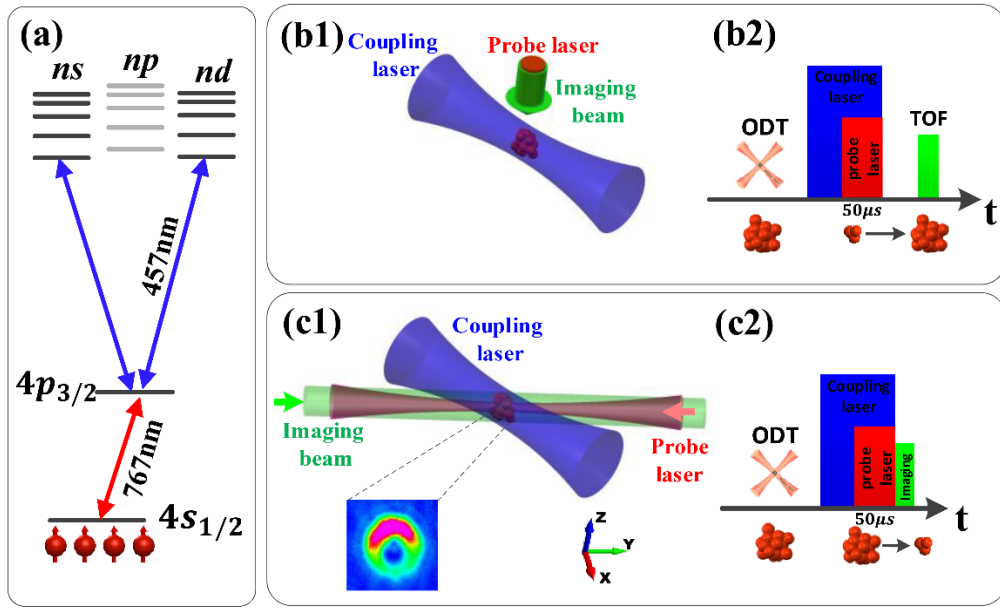 (a)
ns
np
nd
457nm
4p3/2
767nm
4s1/2
(b1)
Coupling
laser
Probe laser
Imaging
beam
(b2)
Coupling
laser
ODT
probe
laser
TOF
50μs
t
(c1)
Coupling
laser
Imaging
beam
Probe
laser
Z
Y
X
(c2)
Coupling
laser
ODT
probe
laser
Imaging
50μs
t